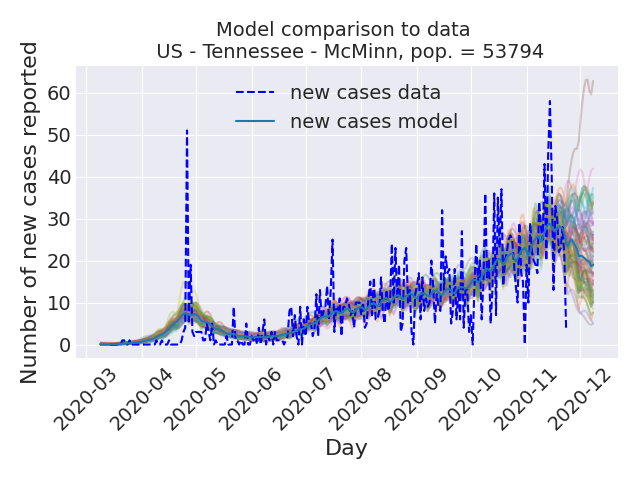 Model comparison to data
US - Tennessee - McMinn, pop. = 53794
Number of new cases reported
60
50
40
30
20
10
0
new cases data
new cases model
2020-03
2020-04
2020-05
2020-06
2020-07
2020-08
2020-09
2020-10
2020-11
2020-12
Day